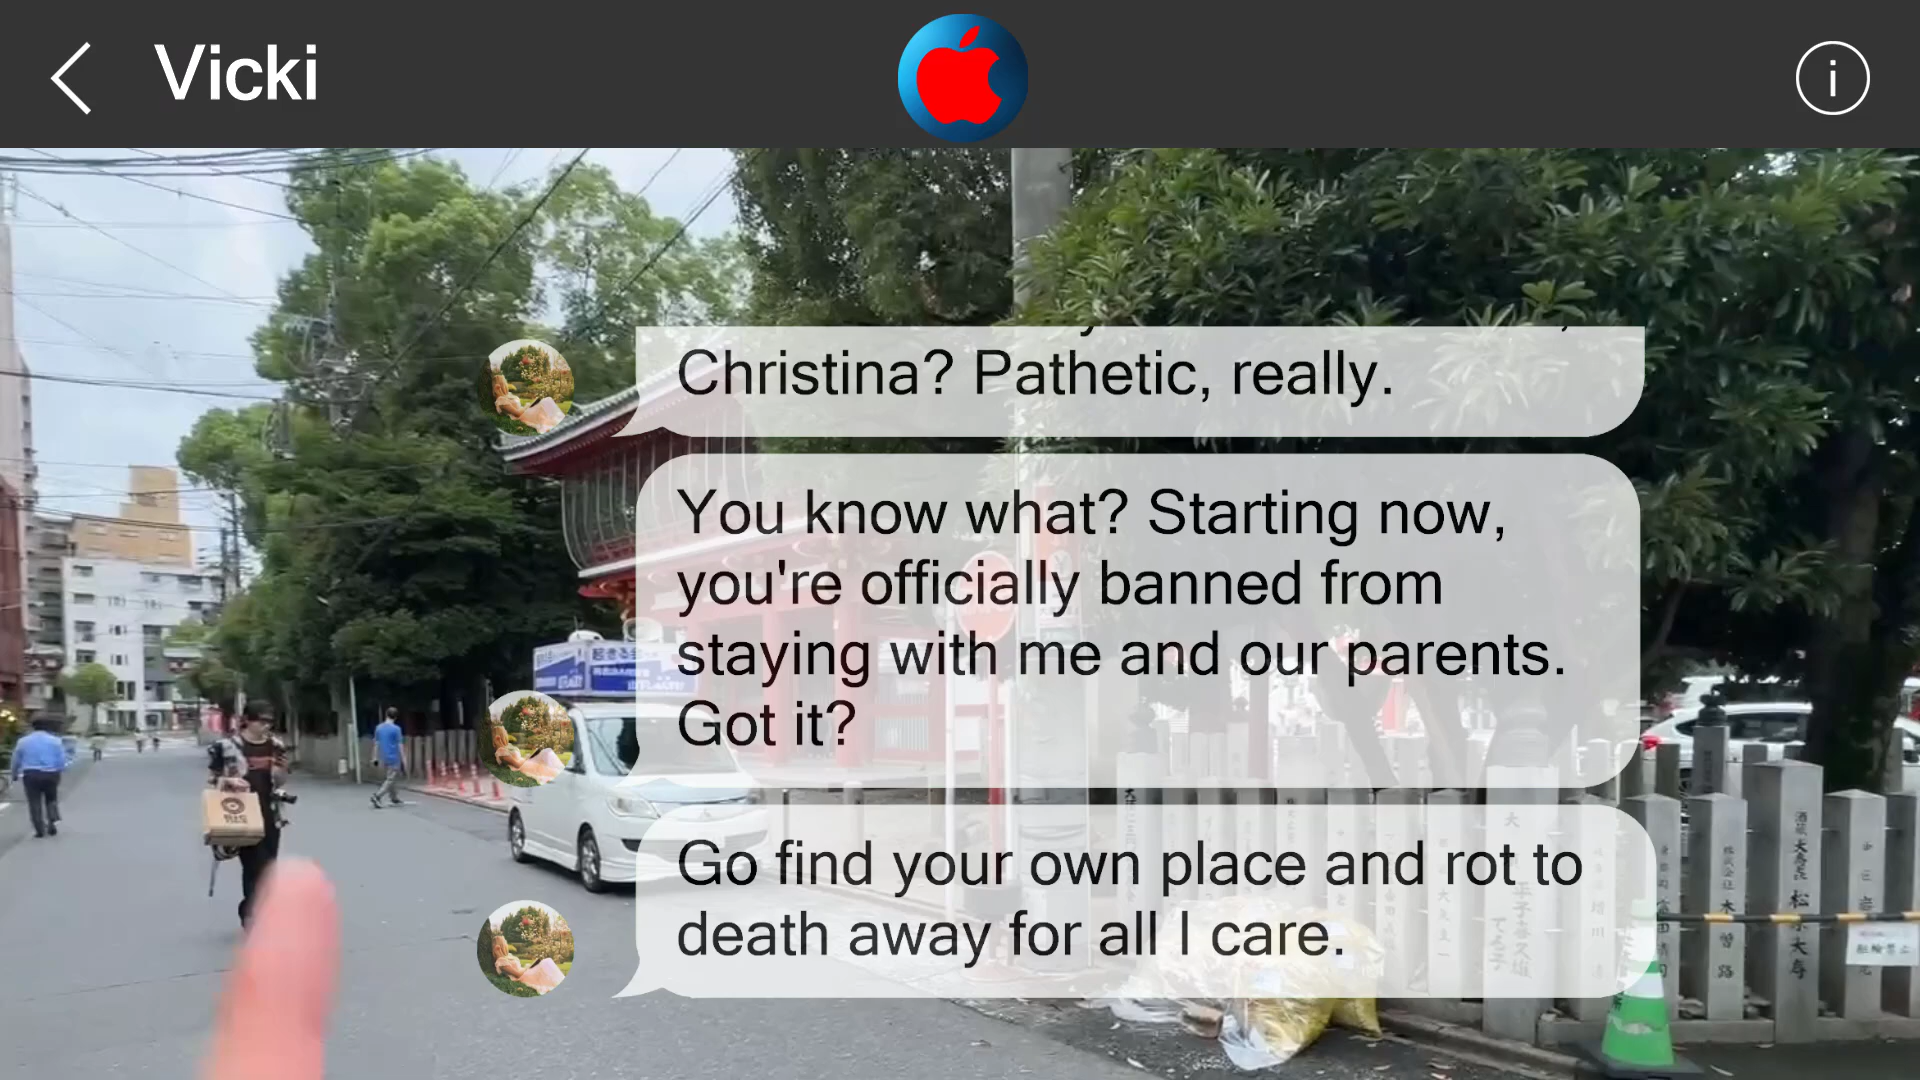 Vicki
i
Christina? Pathetic, really.
You know what? Starting now,
you're officially banned from
staying with me and our parents.
Got it?
Go find your own place and rot to
death away for all I care.